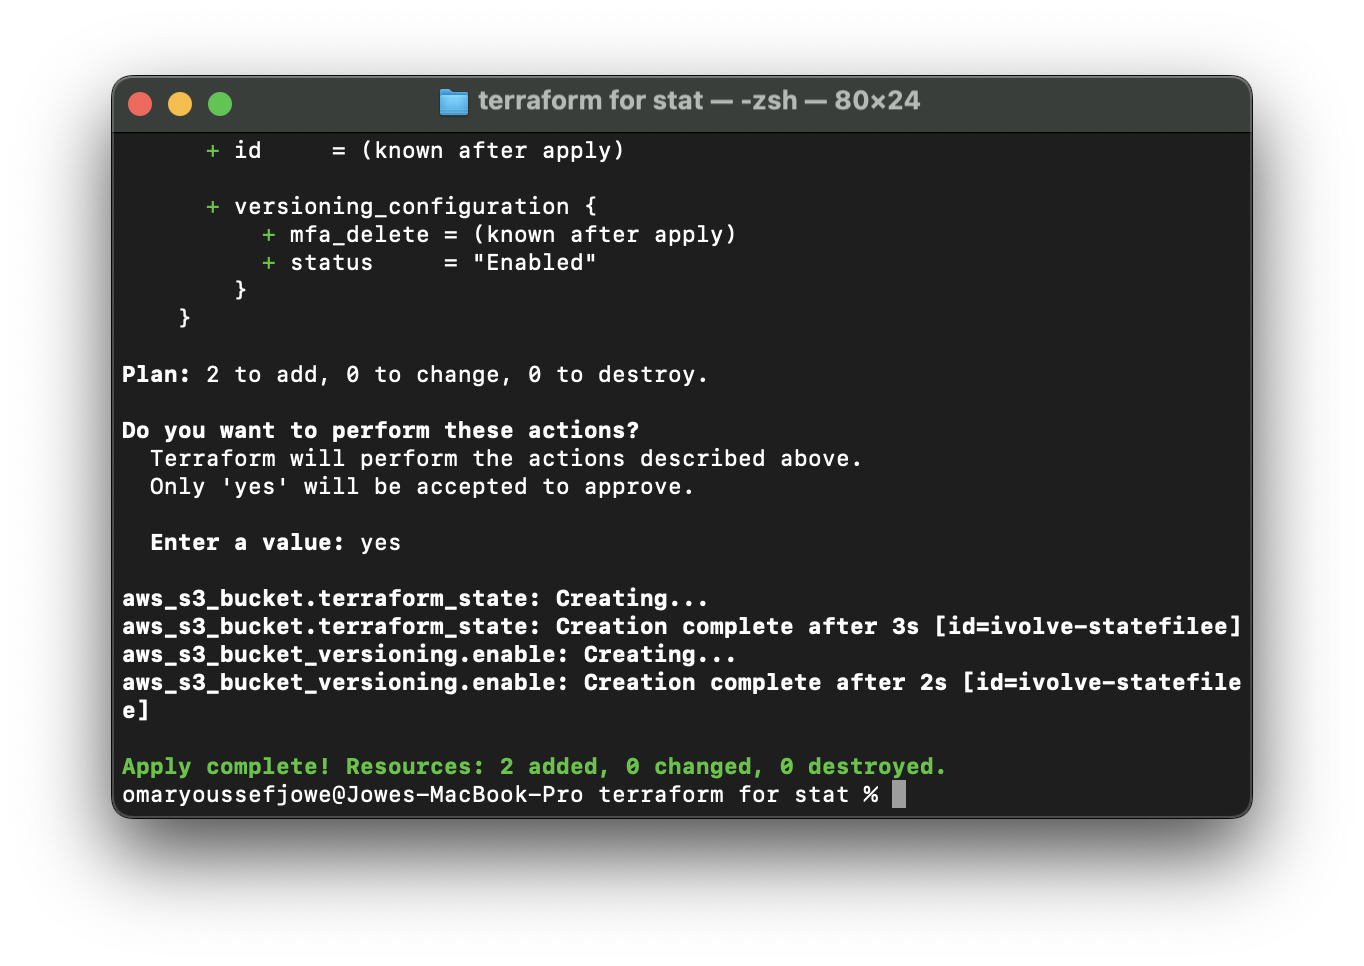 terraform for stat — -zsh — 80×24
+ id     = (known after apply)
+ versioning_configuration {
+ mfa_delete = (known after apply)
+ status     = "Enabled"
}
}
Plan: 2 to add, 0 to change, 0 to destroy.
Do you want to perform these actions?
Terraform will perform the actions described above.
Only 'yes' will be accepted to approve.
Enter a value: yes
aws_s3_bucket.terraform_state: Creating...
aws_s3_bucket.terraform_state: Creation complete after 3s [id=ivolve-statefilee]
aws_s3_bucket_versioning.enable: Creating...
aws_s3_bucket_versioning.enable: Creation complete after 2s [id=ivolve-statefile
e]
Apply complete! Resources: 2 added, 0 changed, 0 destroyed.
omaryoussefjowe@Jowes-MacBook-Pro terraform for stat %